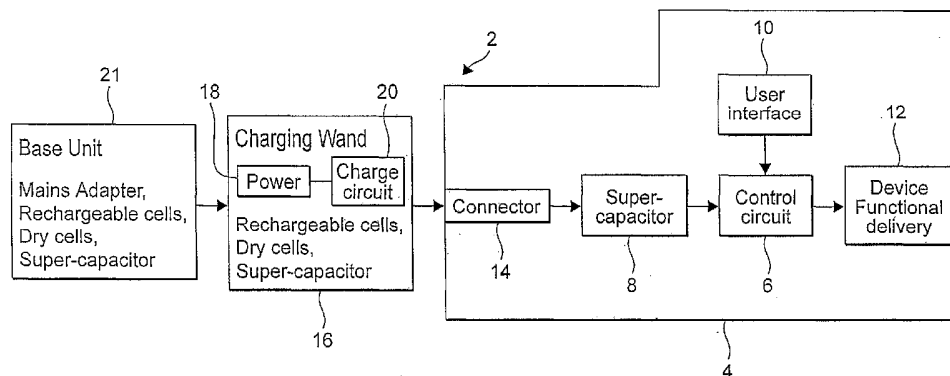 21
Base Unit
Mains Adapter,
Rechargeable cells,
Dry cells,
Super-capacitor
18
20
Charging Wand
Power
Charge
circuit
Rechargeable cells,
Dry cells,
Super-capacitor
16
2
Connector
14
Super-
capacitor
8
10
User
interface
Control
circuit
6
12
Device
Functional
delivery
4